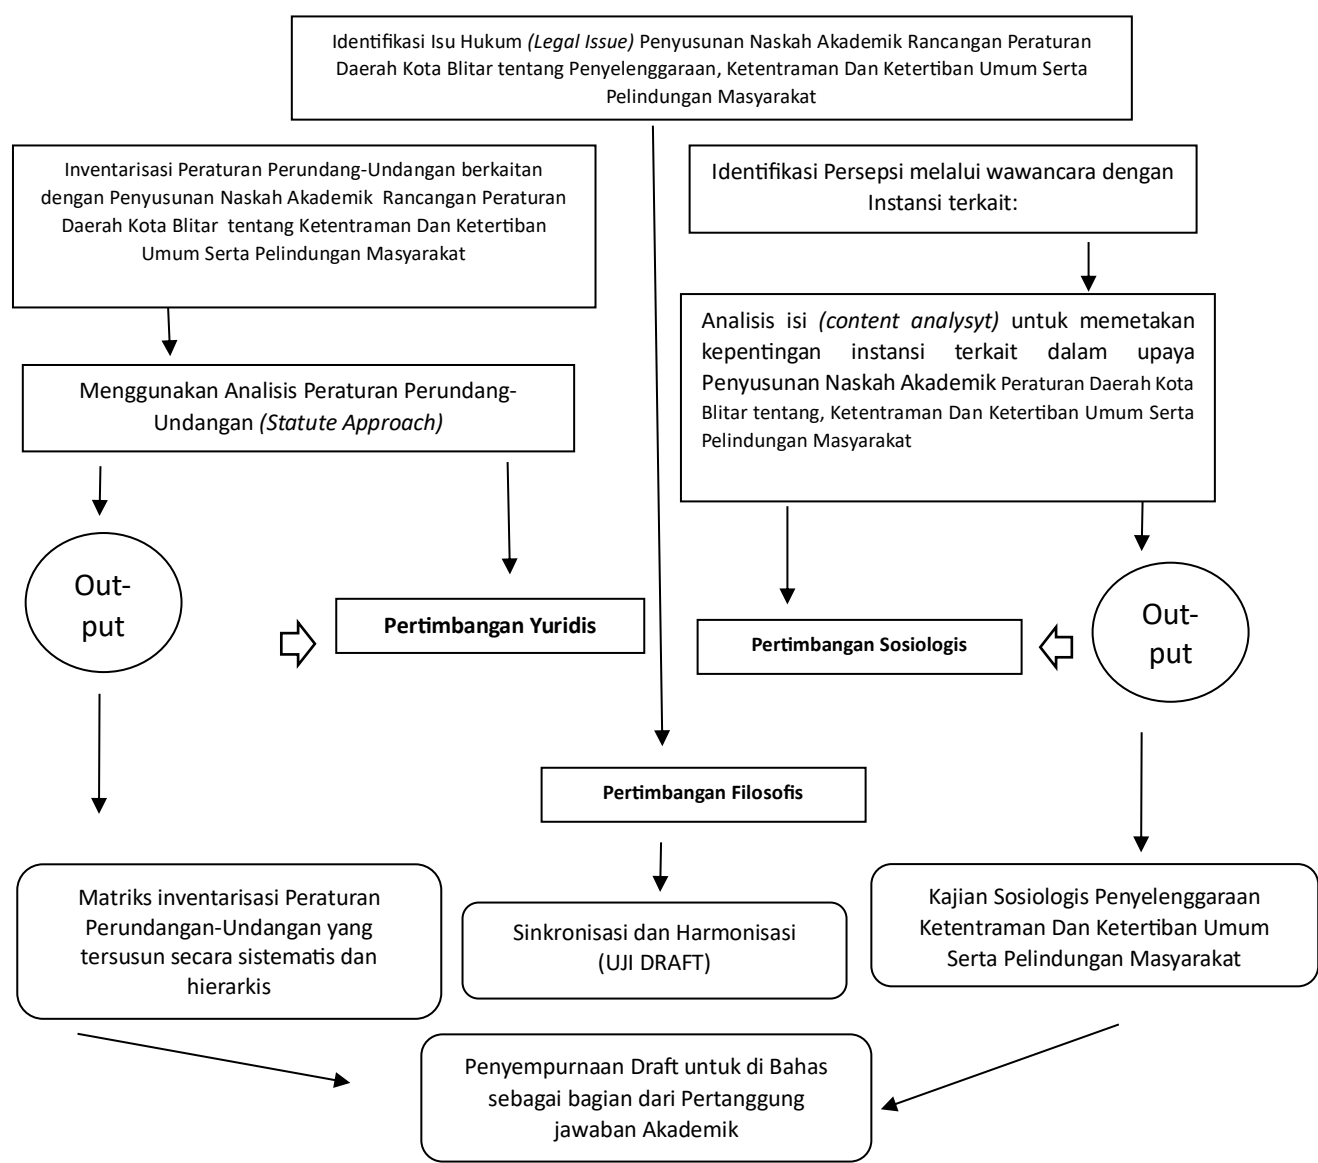 Identifikasi Isu Hukum (Legal Issue) Penyusunan Naskah Akademik Rancangan Peraturan
Daerah Kota Blitar tentang Penyelenggaraan, Ketentraman Dan Ketertiban Umum Serta
Pelindungan Masyarakat
Inventarisasi Peraturan Perundang-Undangan berkaitan
dengan Penyusunan Naskah Akademik Rancangan Peraturan
Daerah Kota Blitar tentang Ketentraman Dan Ketertiban
Umum Serta Pelindungan Masyarakat
Identifikasi Persepsi melalui wawancara dengan
Instansi terkait:
Menggunakan Analisis Peraturan Perundang-
Undangan (Statute Approach)
Analisis isi (content analysyt) untuk memetakan
kepentingan instansi terkait dalam upaya
Penyusunan Naskah Akademik Peraturan Daerah Kota
Blitar tentang, Ketentraman Dan Ketertiban Umum Serta
Pelindungan Masyarakat
Out-
put
Pertimbangan Yuridis
Pertimbangan Sosiologis
Out-
put
Pertimbangan Filosofis
Matriks inventarisasi Peraturan
Perundangan-Undangan yang
tersusun secara sistematis dan
hierarkis
Sinkronisasi dan Harmonisasi
(UJI DRAFT)
Kajian Sosiologis Penyelenggaraan
Ketentraman Dan Ketertiban Umum
Serta Pelindungan Masyarakat
Penyempurnaan Draft untuk di Bahas
sebagai bagian dari Pertanggung
jawaban Akademik